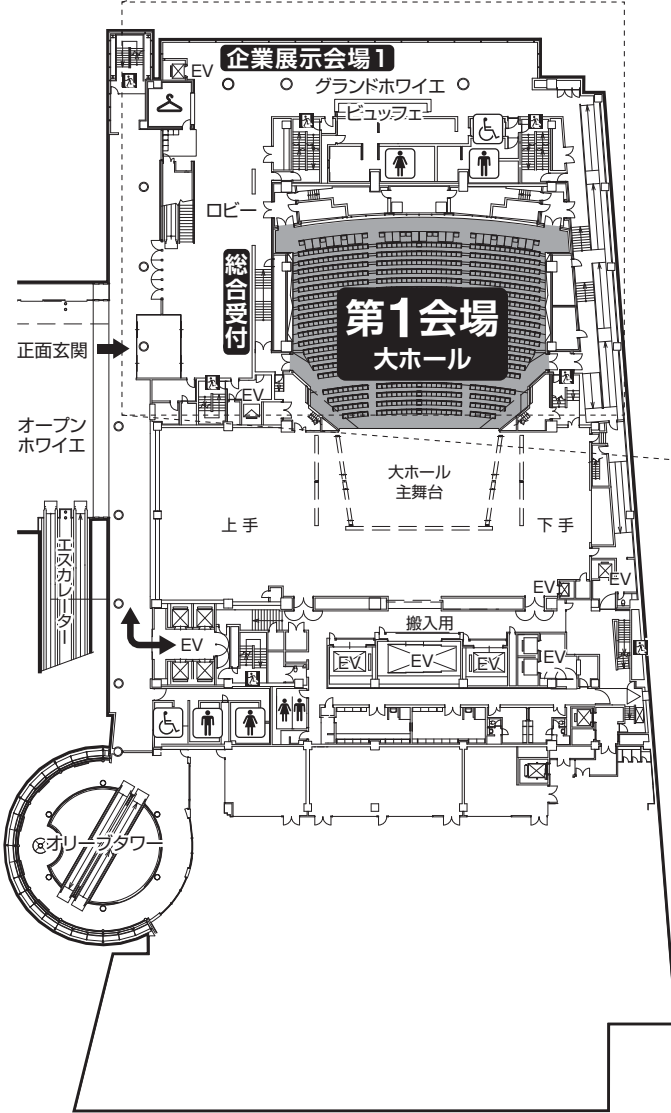 企業展示会場1
EV
グランドホワイエ
ビュッフェ
ロビー
総合受付
第1会場
大ホール
正面玄関
EV
オープン
ホワイエ
大ホール
主舞台
上手
下手
エスカレーター
EV
EV
搬入用
EV
EV
EV
EV
EV
オリーブタワー